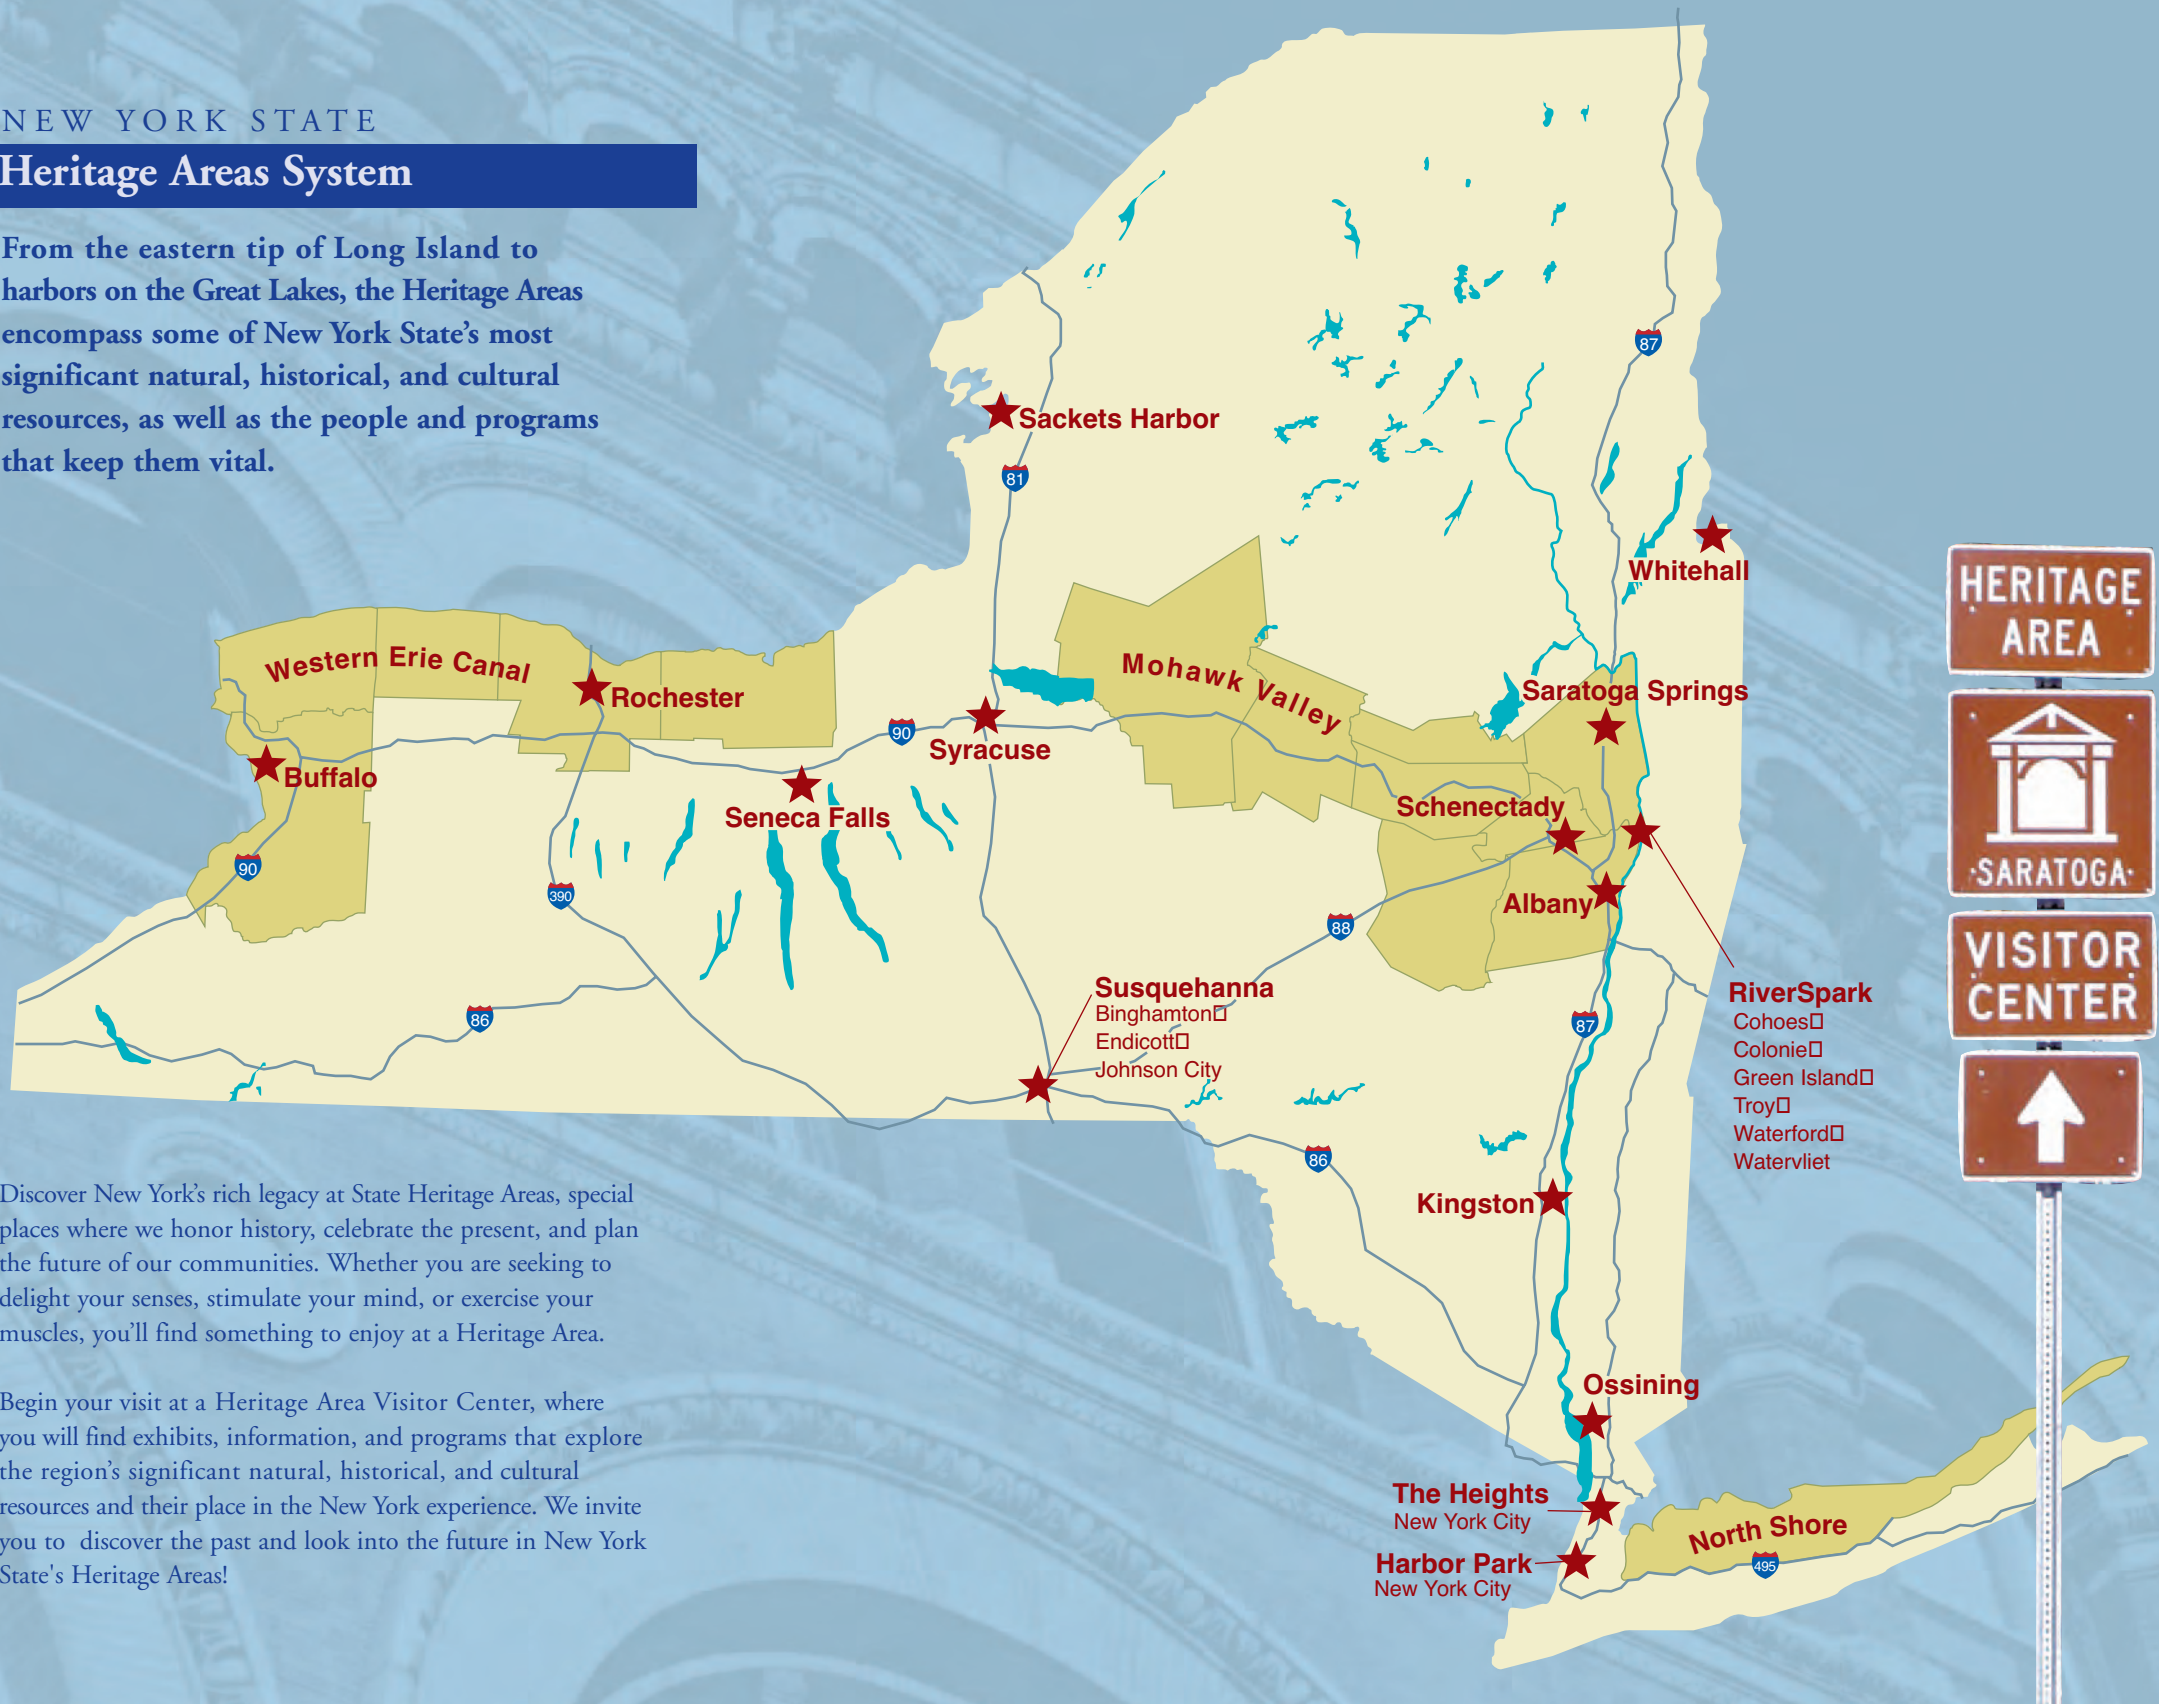 NEW YORK STATE
Heritage Areas System
From the eastern tip of Long Island to
harbors on the Great Lakes, the Heritage Areas
encompass some of New York State’s most
significant natural, historical, and cultural
resources, as well as the people and programs
that keep them vital.
87
Sackets Harbor
81
Whitehall
HERITAGE
AREA
Western Erie Canal
Mohawk Valley
Rochester
Saratoga Springs
90
Syracuse
Buffalo
Seneca Falls
Schenectady
·SARATOGA·
90
390
Albany
88
VISITOR
CENTER
Susquehanna
Binghamton□
Endicott□
Johnson City
RiverSpark
Cohoes□
Colonie□
Green Island□
Troy□
Waterford□
Watervliet
86
87
86
Kingston
Discover New York’s rich legacy at State Heritage Areas, special
places where we honor history, celebrate the present, and plan
the future of our communities. Whether you are seeking to
delight your senses, stimulate your mind, or exercise your
muscles, you’ll find something to enjoy at a Heritage Area.
Begin your visit at a Heritage Area Visitor Center, where
you will find exhibits, information, and programs that explore
the region’s significant natural, historical, and cultural
resources and their place in the New York experience. We invite
you to  discover the past and look into the future in New York
State's Heritage Areas!
Ossining
The Heights
New York City
North Shore
Harbor Park
New York City
495